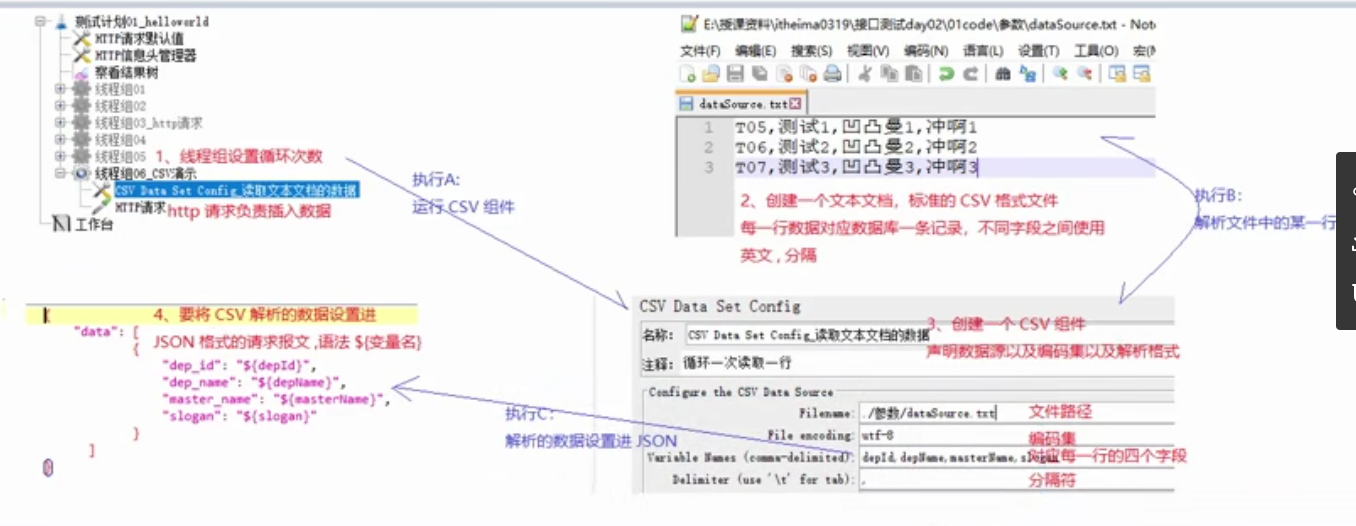 测试计划01_helloworld
HTTP请求默认值
HTTP信息头管理器
察看结果树
线程组01
线程组02
线程组03_http请求
线程组04
线程组05
1、线程组设置循环次数
线程组06_CSV演示
CSV Data Set Config_读取文本文档的数据
HTTP请求
http 请求负责插入数据
工作台
执行A:
运行 CSV 组件
E:\授课资料\itheima0319\接口测试day02\01code\参数\dataSource.txt - Note
文件(F) 编辑(E) 搜索(S) 视图(V) 编码(N) 语言(L) 设置(T) 工具(O) 宏(M
dataSource.txt
1 T05,测试1,凹凸曼1,冲啊1
2 T06,测试2,凹凸曼2,冲啊2
3 T07,测试3,凹凸曼3,冲啊3
2、创建一个文本文档，标准的 CSV 格式文件
每一行数据对应数据库一条记录，不同字段之间使用
英文 , 分隔
执行B:
解析文件中的某一行
4、要将 CSV 解析的数据设置进
JSON 格式的请求报文 ,语法 ${变量名}
{
"data": [
{
"dep_id": "${depId}",
"dep_name": "${depName}",
"master_name": "${masterName}",
"slogan": "${slogan}"
}
]
}
执行C:
解析的数据设置进 JSON
CSV Data Set Config
名称: CSV Data Set Config_读取文本文档的数据
3、创建一个 CSV 组件
声明数据源以及编码集以及解析格式
注释: 循环一次读取一行
Configure the CSV Data Source
Filename: ./参数/dataSource.txt 文件路径
File encoding: utf-8 编码集
Variable Names (comma-delimited): depId,depName,masterName,slogan 对应每一行的四个字段
Delimiter (use '\t' for tab): , 分隔符